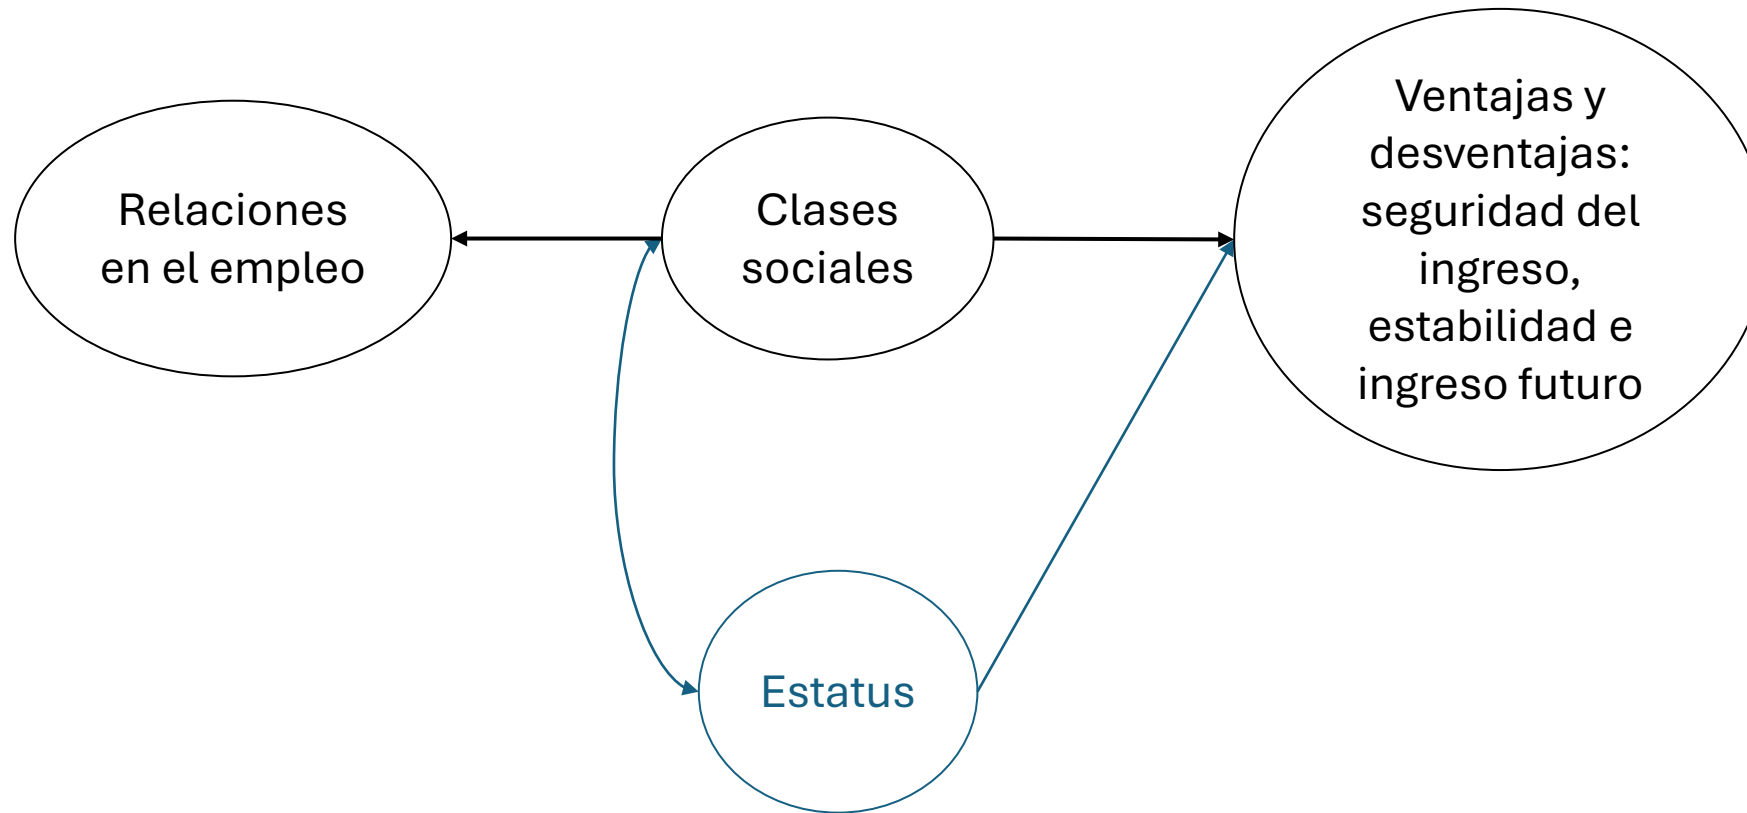 Relaciones
en el empleo
Clases
sociales
Ventajas y
desventajas:
seguridad del
ingreso,
estabilidad e
ingreso futuro
Estatus